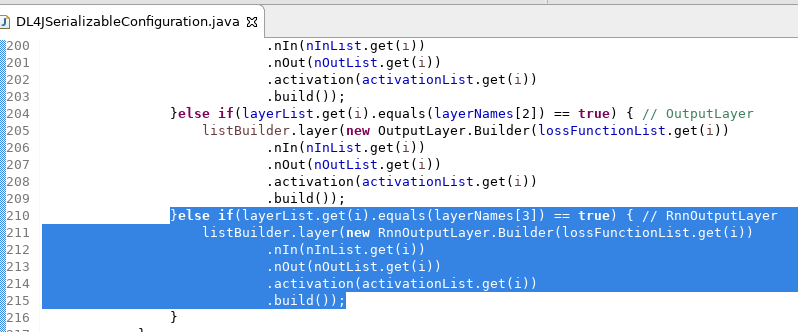 DL4JSerializableConfiguration.java
200 .nIn(nInList.get(i))
201 .nOut(nOutList.get(i))
202 .activation(activationList.get(i))
203 .build());
204 }else if(layerList.get(i).equals(layerNames[2]) == true) { // OutputLayer
205 listBuilder.layer(new OutputLayer.Builder(lossFunctionList.get(i))
206 .nIn(nInList.get(i))
207 .nOut(nOutList.get(i))
208 .activation(activationList.get(i))
209 .build());
210 }else if(layerList.get(i).equals(layerNames[3]) == true) { // RnnOutputLayer
211 listBuilder.layer(new RnnOutputLayer.Builder(lossFunctionList.get(i))
212 .nIn(nInList.get(i))
213 .nOut(nOutList.get(i))
214 .activation(activationList.get(i))
215 .build());
216 }